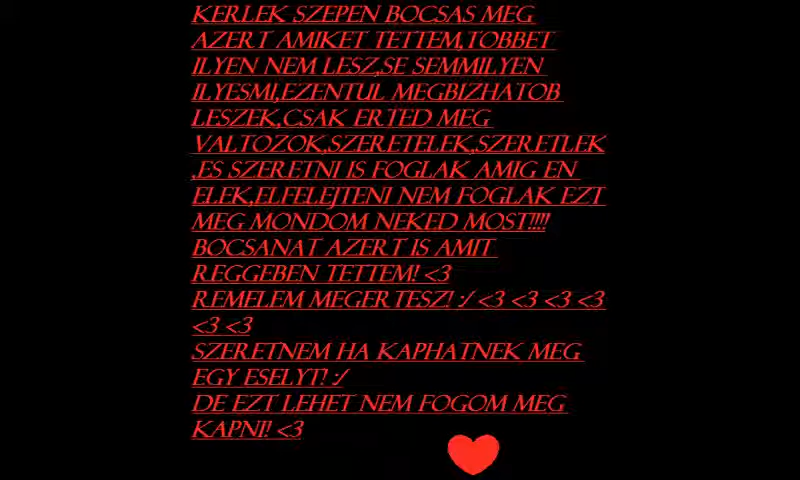 KERLEK SZEPEN BOCSAS MEG
AZERT AMIKET TETTEM,TOBBET
ILYEN NEM LESZ,SE SEMMILYEN
ILYESMI,EZENTUL MEGBIZHATOB
LESZEK,CSAK ERTED MEG
VALTOZOK,SZERETELEK,SZERETLEK
,ES SZERETNI IS FOGLAK AMIG EN
ELEK,ELFELEJTENI NEM FOGLAK EZT
MEG MONDOM NEKED MOST!!!!
BOCSANAT AZERT IS AMIT
REGGEBEN TETTEM! <3
REMELEM MEGERTESZ! :/ <3 <3 <3 <3
<3 <3
SZERETNEM HA KAPHATNEK MEG
EGY ESELYT! :/
DE EZT LEHET NEM FOGOM MEG
KAPNI! <3